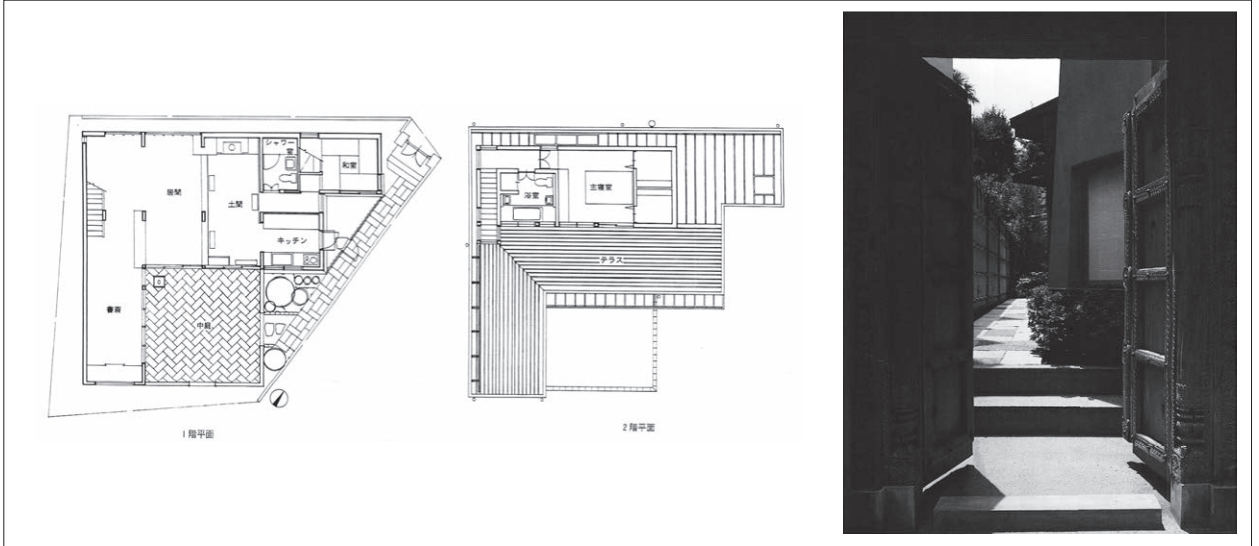 シャワー
室
和室
居間
土間
キッチン
書斎
中庭
1階平面
浴室
主寝室
テラス
2階平面